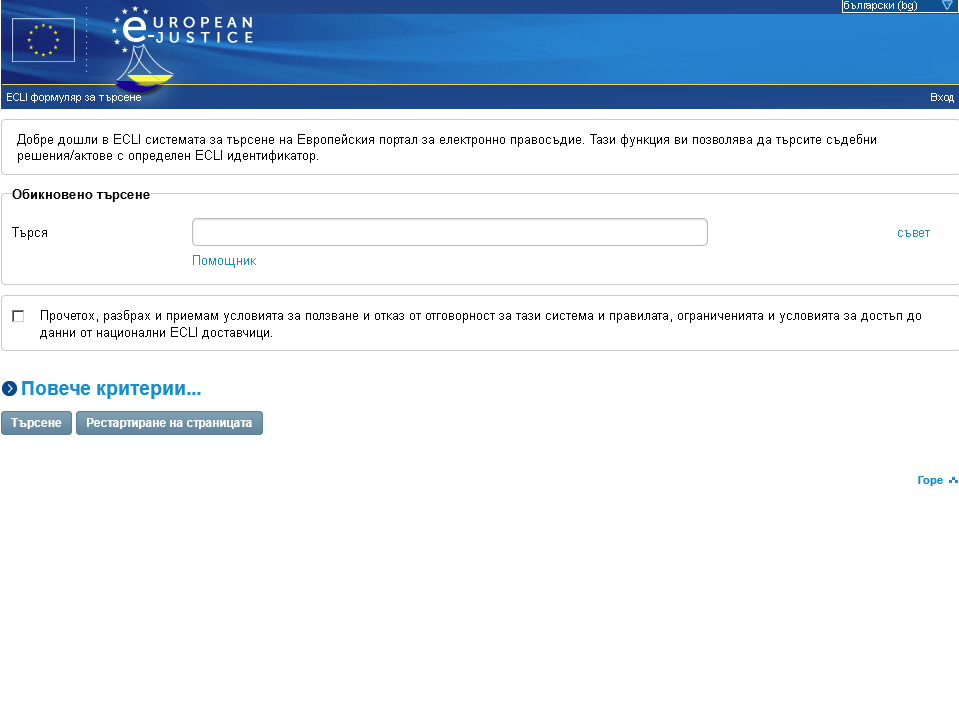 български (bg)
EUROPEAN
e-JUSTICE
ECLI формуляр за търсене
Вход
Добре дошли в ECLI системата за търсене на Европейския портал за електронно правосъдие. Тази функция ви позволява да търсите съдебни
решения/актове с определен ECLI идентификатор.
Обикновено търсене
Търся
съвет
Помощник
Прочетох, разбрах и приемам условията за ползване и отказ от отговорност за тази система и правилата, ограниченията и условията за достъп до
данни от национални ECLI доставчици.
Повече критерии...
Търсене
Рестартиране на страницата
Горе